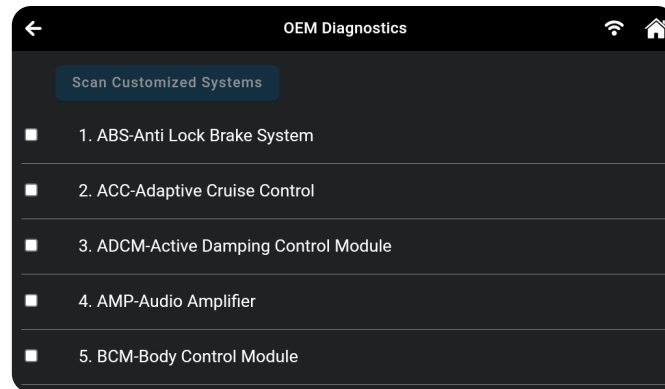 OEM Diagnostics
Scan Customized Systems
1. ABS-Anti Lock Brake System
2. ACC-Adaptive Cruise Control
3. ADCM-Active Damping Control Module
4. AMP-Audio Amplifier
5. BCM-Body Control Module